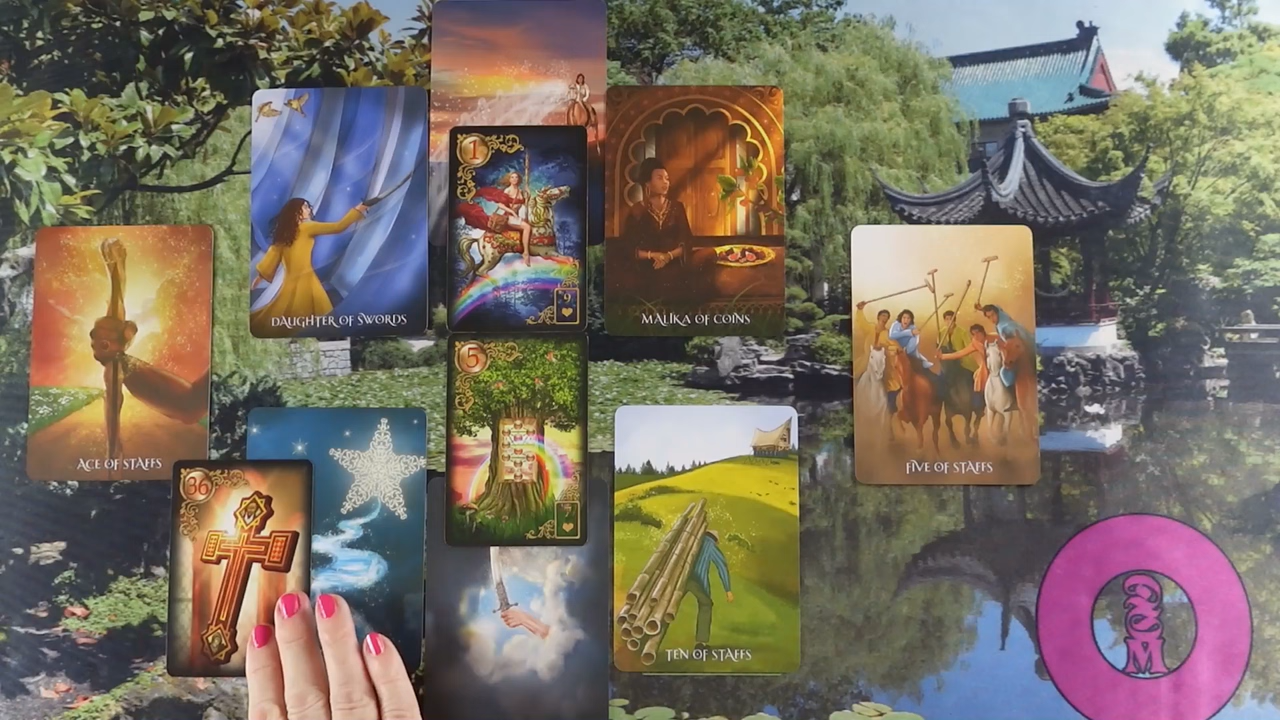 1
DAUGHTER OF SWORDS
9
MALIKA OF COINS
ACE OF STAFFS
5
FIVE OF STAFFS
36
7
TEN OF STAFFS